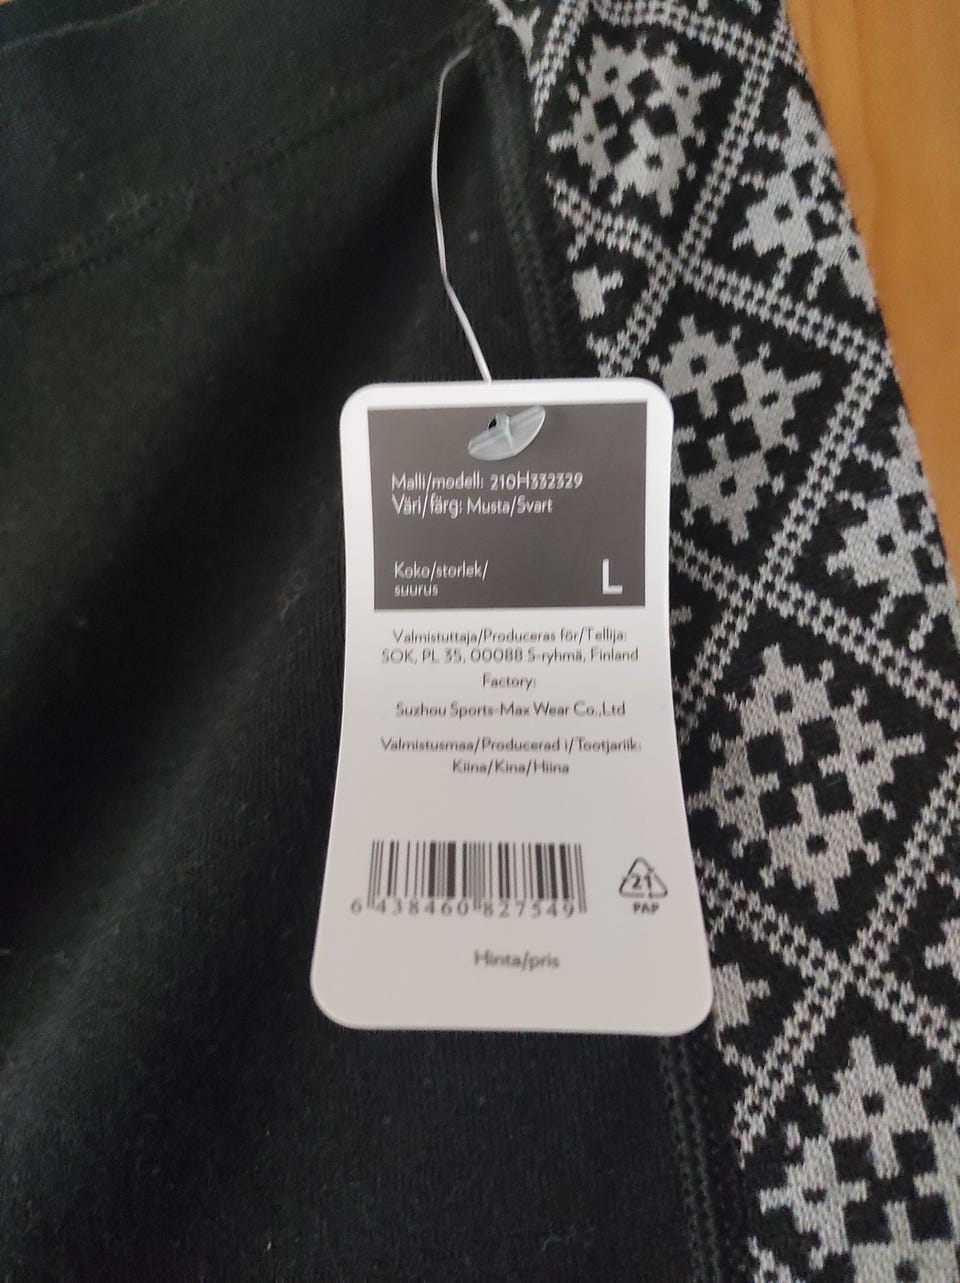 Malli/modell: 210H332329
Väri/färg: Musta/Svart
Koko/storlek/
suurus
L
Valmistuttaja/Produceras för/Tellija:
SOK, PL 35, 00088 S-ryhmä, Finland
Factory:
Suzhou Sports-Max Wear Co.,Ltd
Valmistusmaa/Producerad i/Tootjariik:
Kiina/Kina/Hiina
6 438460 827549
21
PAP
Hinta/pris